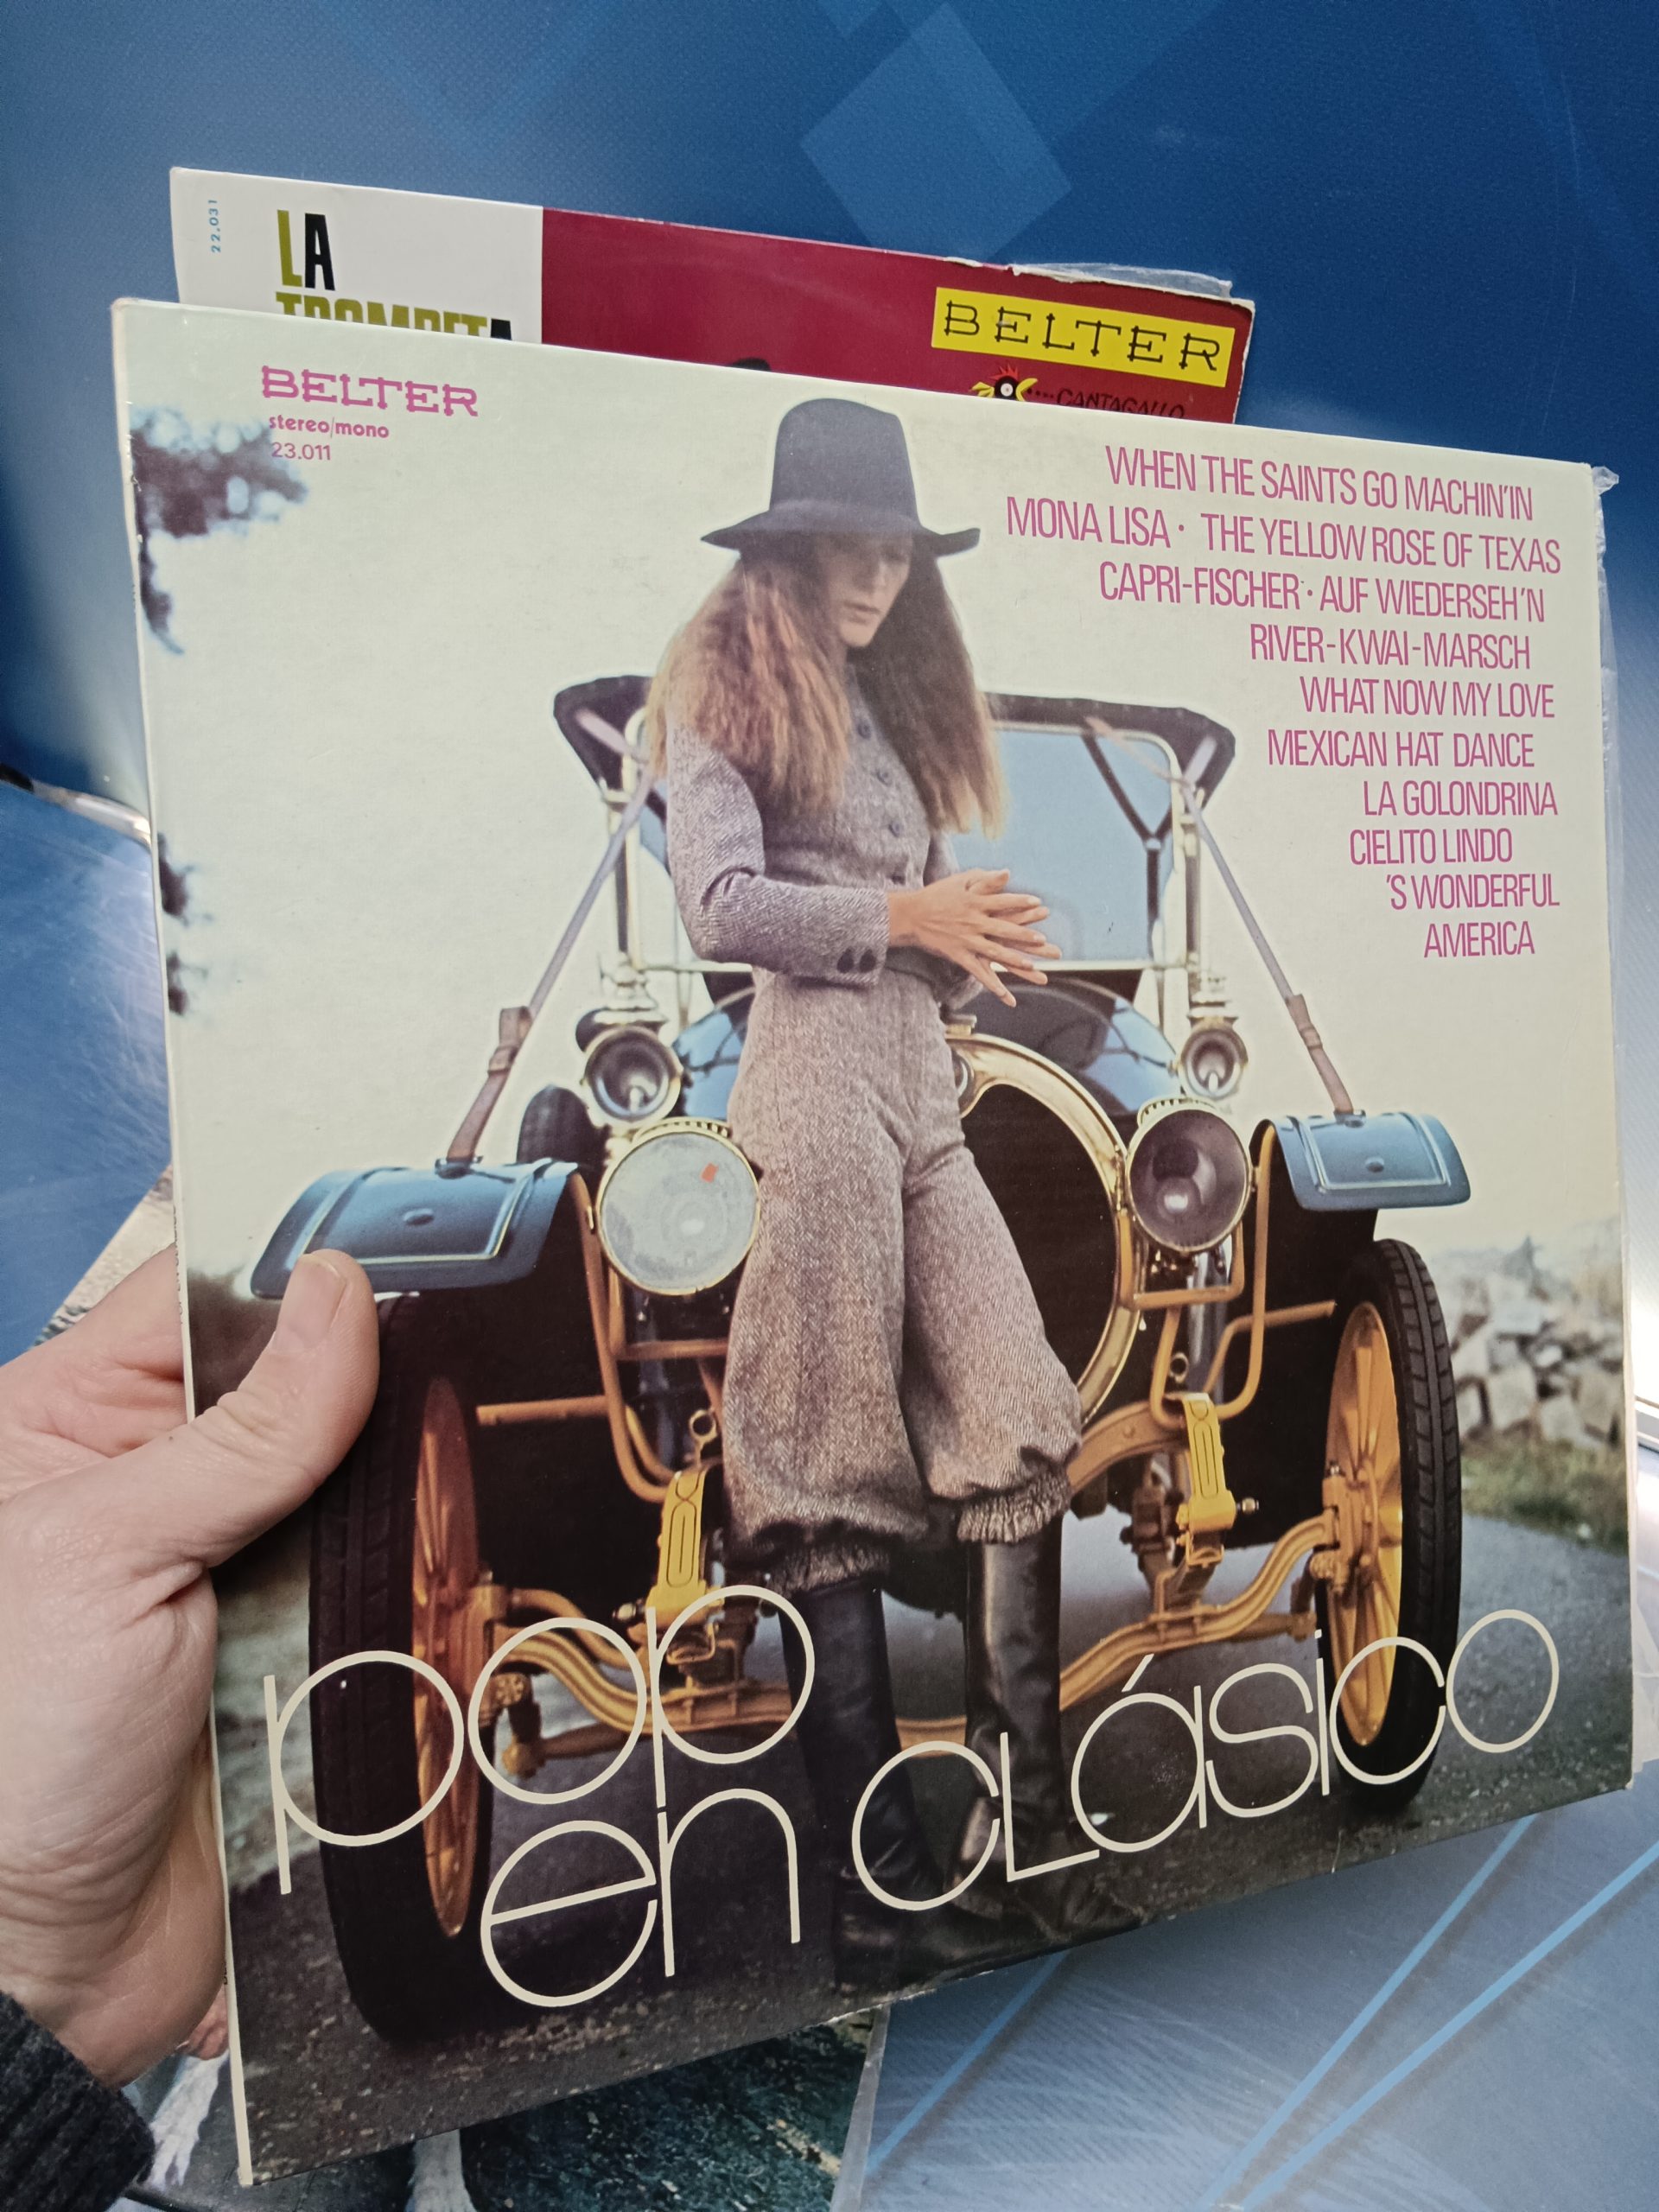 22.031
LA
TROMPETA
BELTER
CANTAGALLO
BELTER
stereo/mono
23.011
WHEN THE SAINTS GO MACHIN'IN
MONA LISA · THE YELLOW ROSE OF TEXAS
CAPRI-FISCHER · AUF WIEDERSEH'N
RIVER-KWAI-MARSCH
WHAT NOW MY LOVE
MEXICAN HAT DANCE
LA GOLONDRINA
CIELITO LINDO
'S WONDERFUL
AMERICA
pop
en clásico